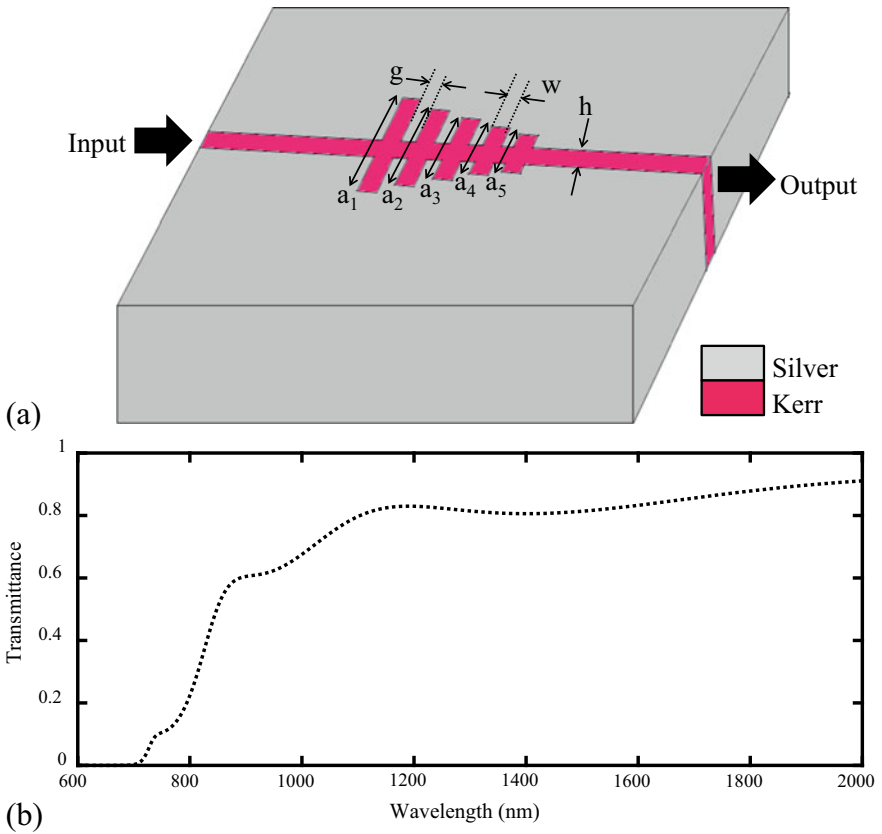 g
w
h
Input
a1
a2
a3
a4
a5
Output
Silver
Kerr
(a)
1
0.8
0.6
0.4
0.2
0
Transmittance
600
800
1000
1200
1400
1600
1800
2000
Wavelength (nm)
(b)